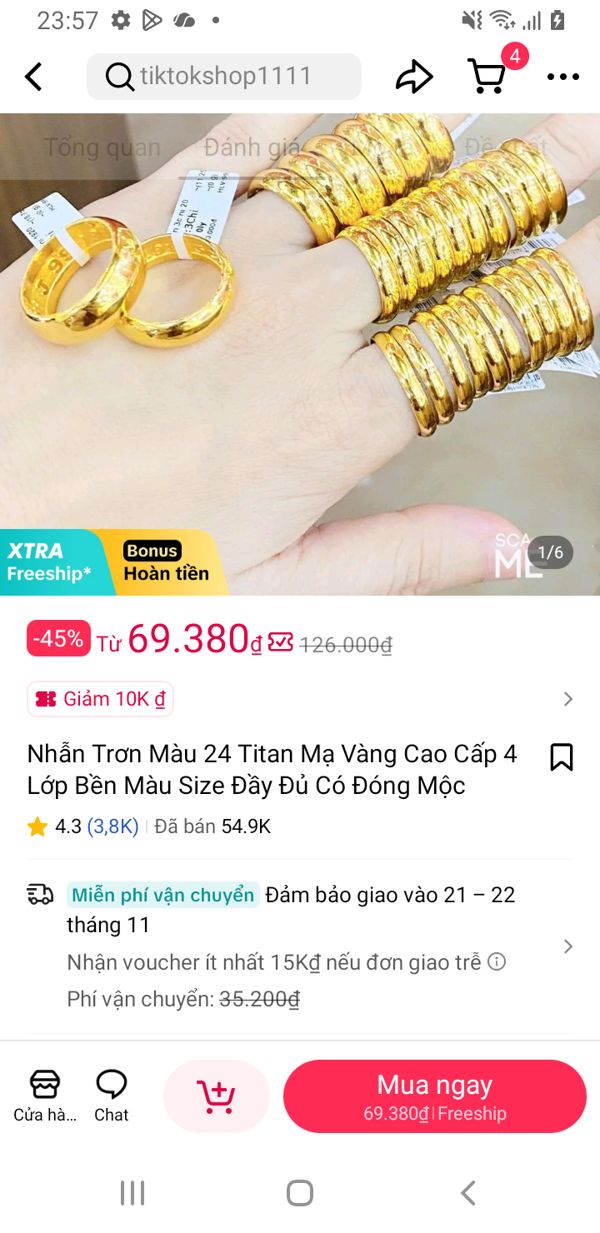 23:57
tiktokshop1111
4
Tổng quan Đánh giá
3Chi
XTRA
Freeship*
Bonus
Hoàn tiền
SCA
ME
1/6
-45% Từ 69.380₫ 126.000₫
Giảm 10K ₫
Nhẫn Trơn Màu 24 Titan Mạ Vàng Cao Cấp 4
Lớp Bền Màu Size Đầy Đủ Có Đóng Mộc
4.3 (3,8K) Đã bán 54.9K
Miễn phí vận chuyển Đảm bảo giao vào 21 – 22
tháng 11
Nhận voucher ít nhất 15K₫ nếu đơn giao trễ
Phí vận chuyển: 35.200₫
Cửa hà...
Chat
Mua ngay
69.380₫ Freeship